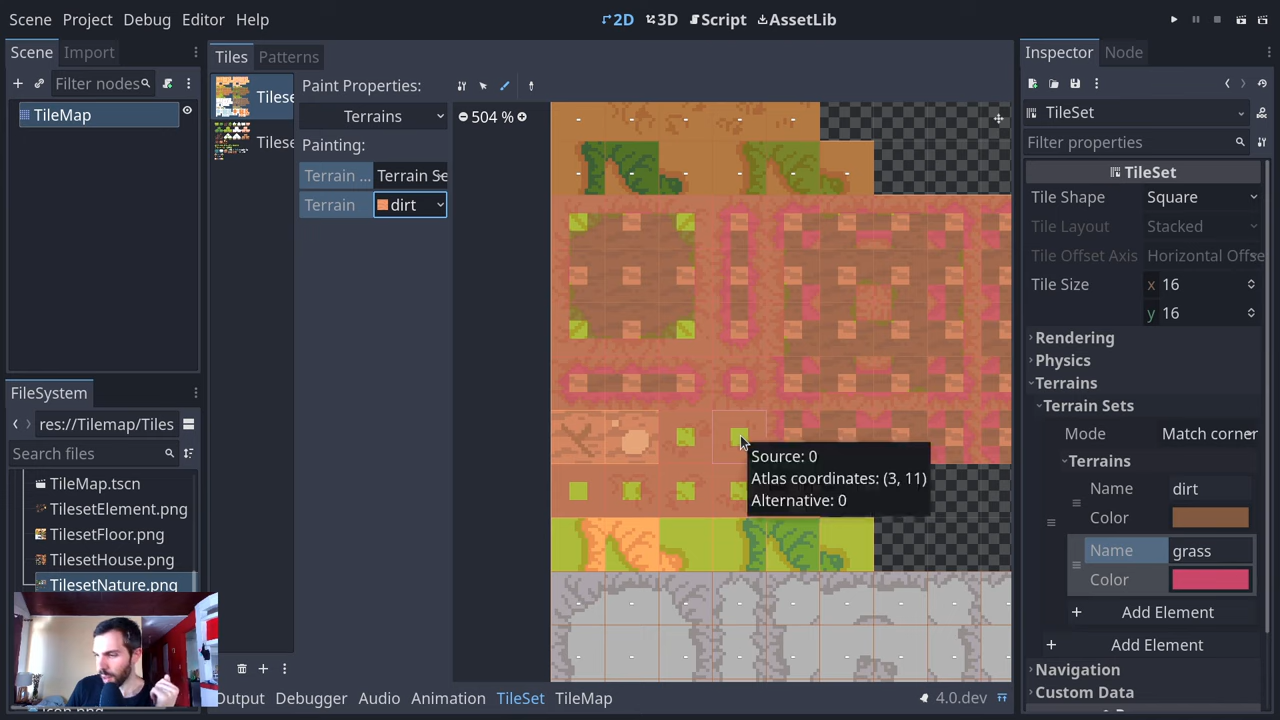 Scene Project Debug Editor Help
2D 3D Script AssetLib
Scene Import
Filter nodes
TileMap
FileSystem
res://Tilemap/Tiles
Search files
TileMap.tscn
TilesetElement.png
TilesetFloor.png
TilesetHouse.png
TilesetNature.png
Tiles Patterns
Tilese
Tilese
Paint Properties:
Terrains
Painting:
Terrain ... Terrain Se
Terrain dirt
504 %
Source: 0
Atlas coordinates: (3, 11)
Alternative: 0
Output Debugger Audio Animation TileSet TileMap 4.0.dev
Inspector Node
TileSet
Filter properties
TileSet
Tile Shape Square
Tile Layout Stacked
Tile Offset Axis Horizontal Offse
Tile Size x 16
y 16
Rendering
Physics
Terrains
Terrain Sets
Mode Match corner
Terrains
Name dirt
Color
Name grass
Color
Add Element
Add Element
Navigation
Custom Data